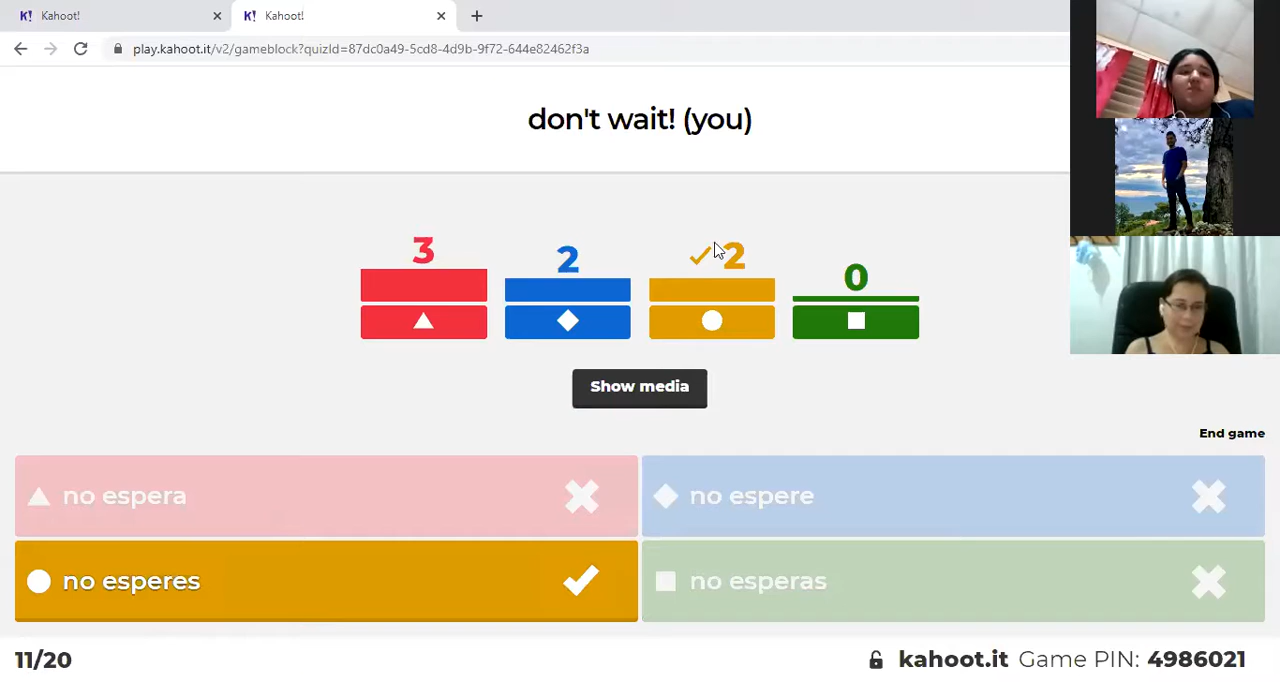 K! Kahoot!
K! Kahoot!
play.kahoot.it/v2/gameblock?quizId=87dc0a49-5cd8-4d9b-9f72-644e82462f3a
don't wait! (you)
3 2 2 0
Show media
End game
no espera
no espere
no esperes
no esperas
11/20
kahoot.it Game PIN: 4986021